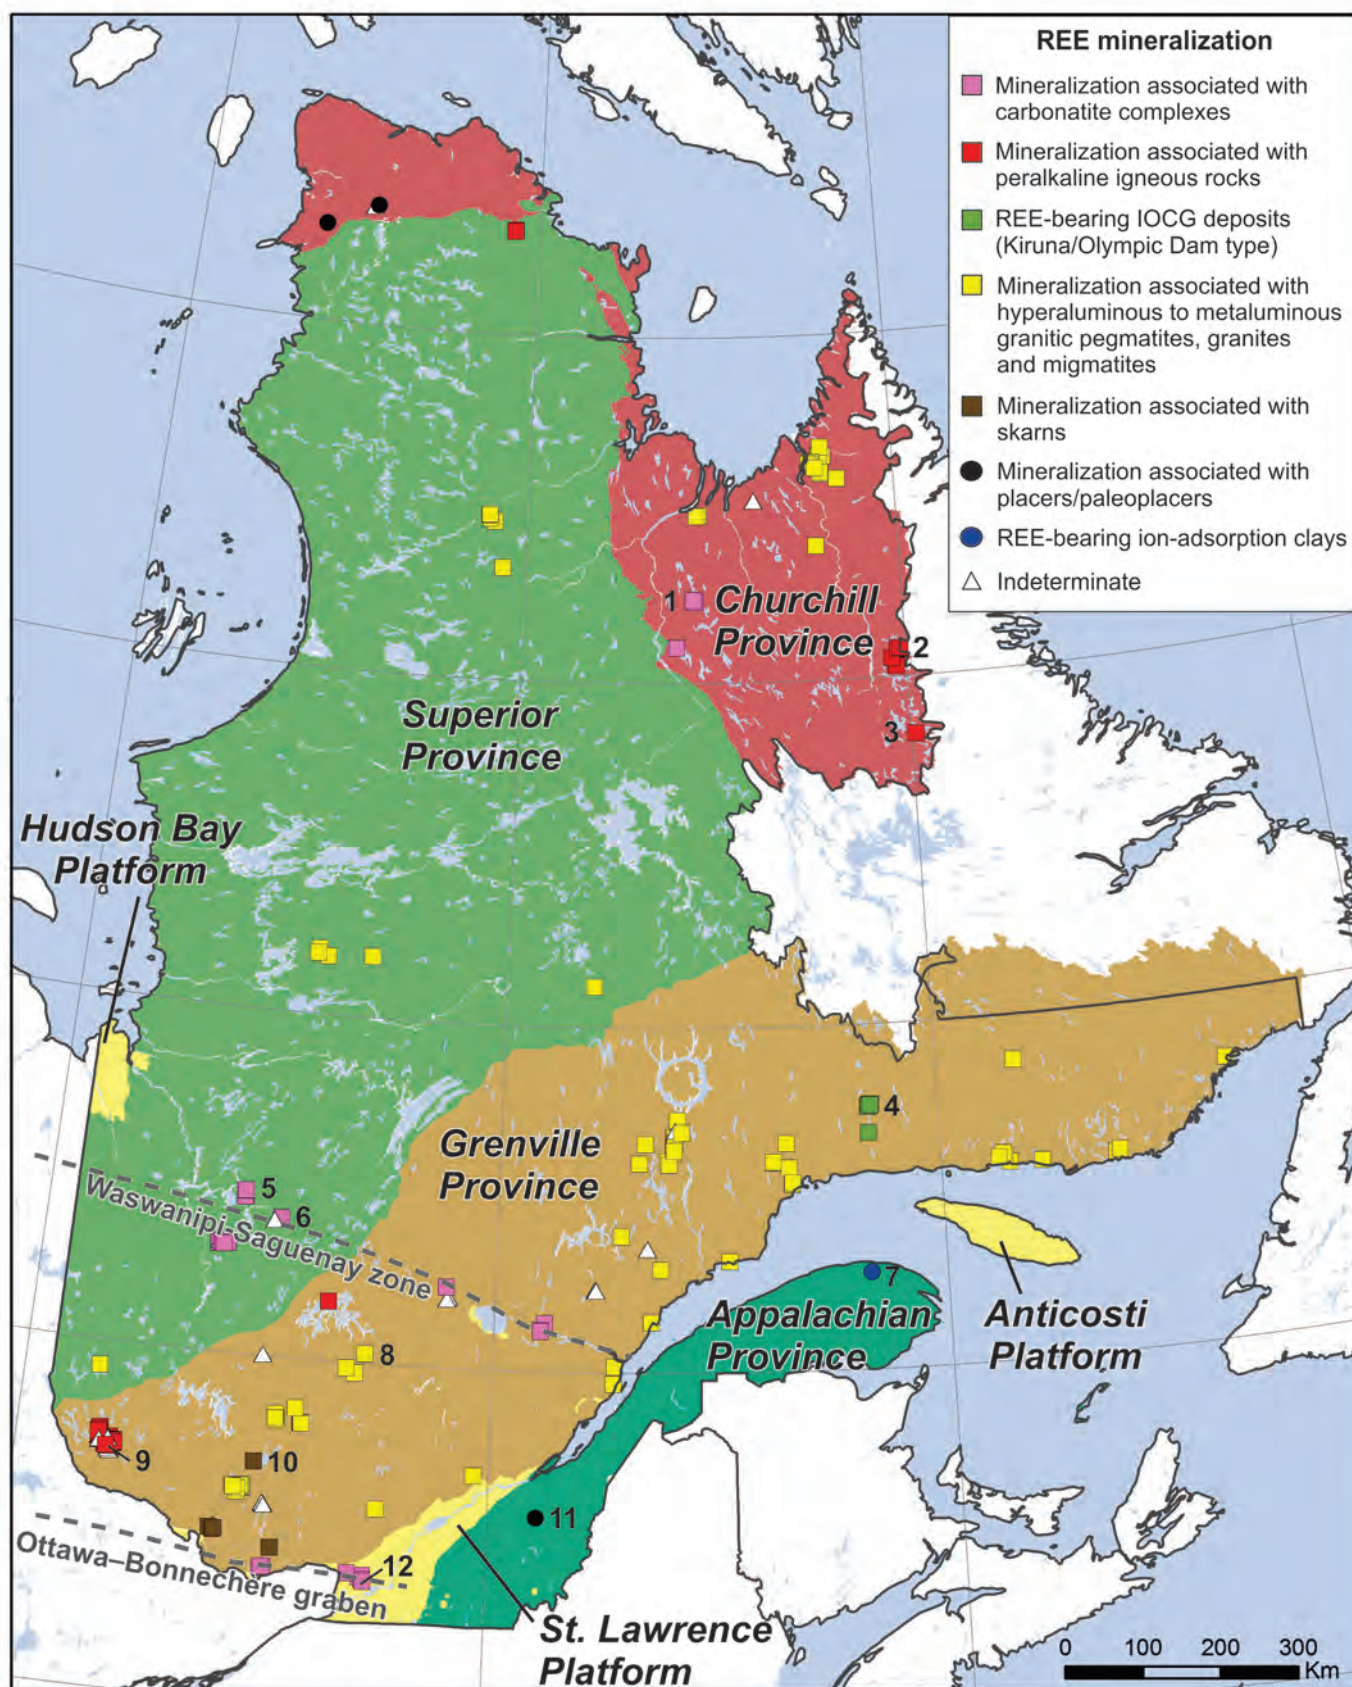 REE mineralization
Mineralization associated with
carbonatite complexes
Mineralization associated with
peralkaline igneous rocks
REE-bearing IOCG deposits
(Kiruna/Olympic Dam type)
Mineralization associated with
hyperaluminous to metaluminous
granitic pegmatites, granites
and migmatites
Mineralization associated with
skarns
Mineralization associated with
placers/paleoplacers
REE-bearing ion-adsorption clays
Indeterminate
1
Churchill
Province
2
3
Superior
Province
Hudson Bay
Platform
4
Grenville
Province
5
6
Waswanipi-Saguenay zone
7
Appalachian
Province
Anticosti
Platform
8
9
10
11
12
Ottawa–Bonnechère graben
St. Lawrence
Platform
0 100 200 300
Km